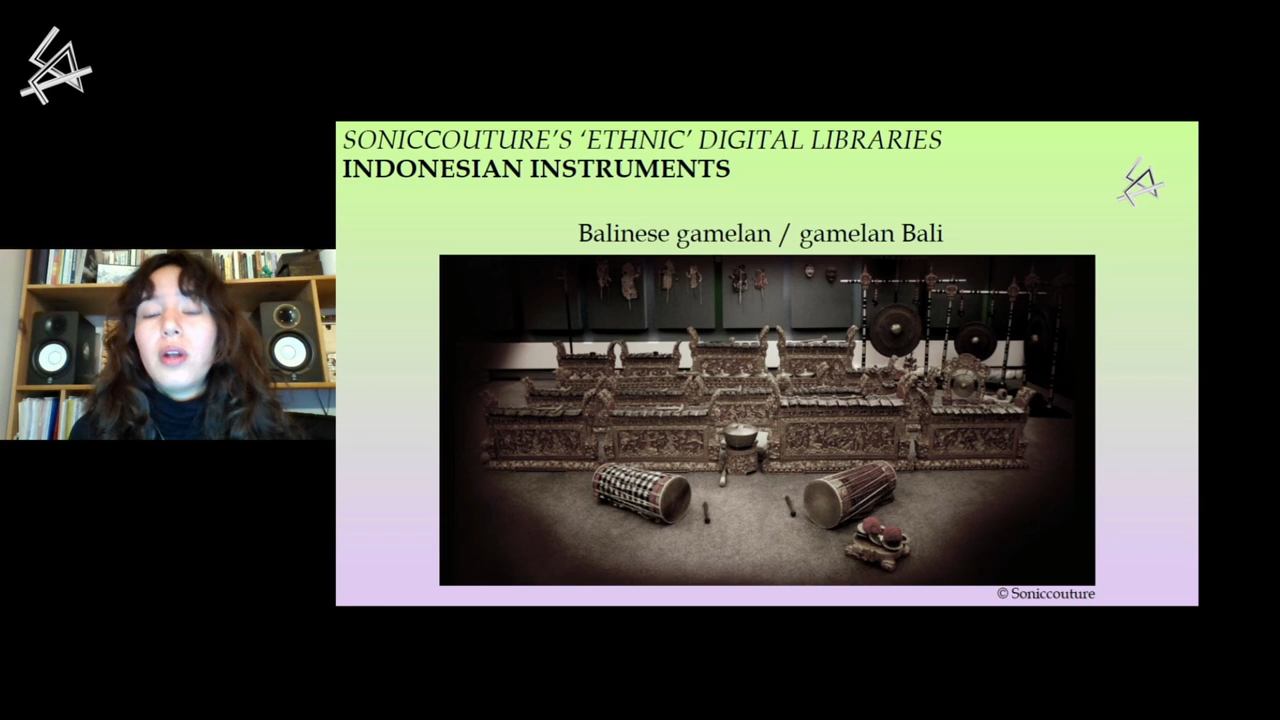 SONICCOUTURE'S ‘ETHNIC’ DIGITAL LIBRARIES
INDONESIAN INSTRUMENTS
Balinese gamelan / gamelan Bali
© Soniccouture